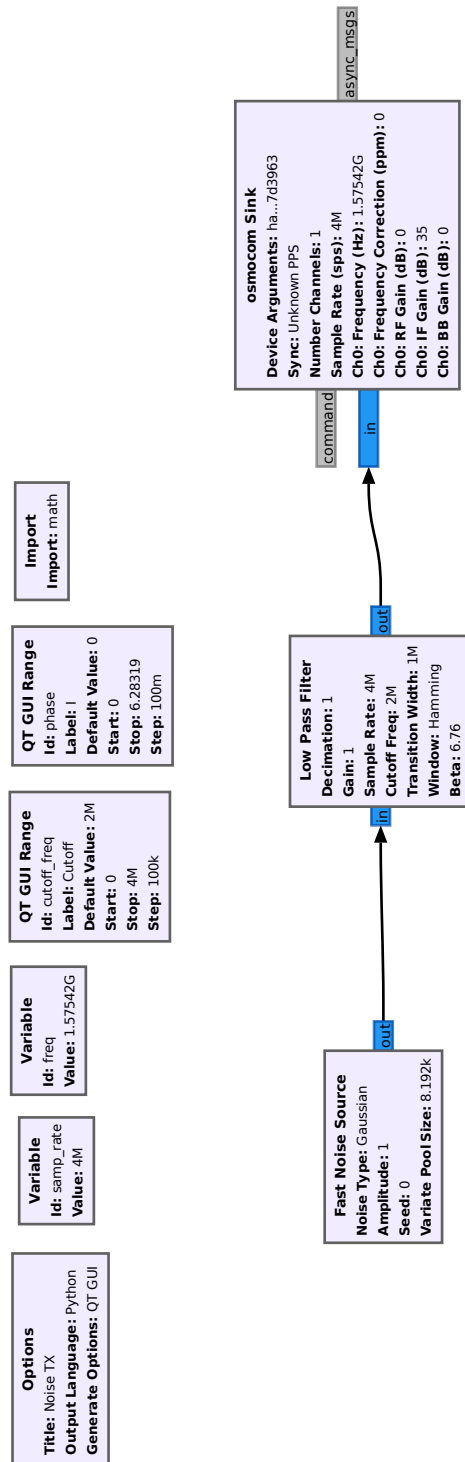 Options
Title: Noise TX
Output Language: Python
Generate Options: QT GUI
Variable
Id: samp_rate
Value: 4M
Variable
Id: freq
Value: 1.57542G
QT GUI Range
Id: cutoff_freq
Label: Cutoff
Default Value: 2M
Start: 0
Stop: 4M
Step: 100k
QT GUI Range
Id: phase
Label: l
Default Value: 0
Start: 0
Stop: 6.28319
Step: 100m
Import
Import: math
Fast Noise Source
Noise Type: Gaussian
Amplitude: 1
Seed: 0
Variate Pool Size: 8.192k
out
in
Low Pass Filter
Decimation: 1
Gain: 1
Sample Rate: 4M
Cutoff Freq: 2M
Transition Width: 1M
Window: Hamming
Beta: 6.76
out
command
in
osmocom Sink
Device Arguments: ha...7d3963
Sync: Unknown PPS
Number Channels: 1
Sample Rate (sps): 4M
Ch0: Frequency (Hz): 1.57542G
Ch0: Frequency Correction (ppm): 0
Ch0: RF Gain (dB): 0
Ch0: IF Gain (dB): 35
Ch0: BB Gain (dB): 0
async_msgs